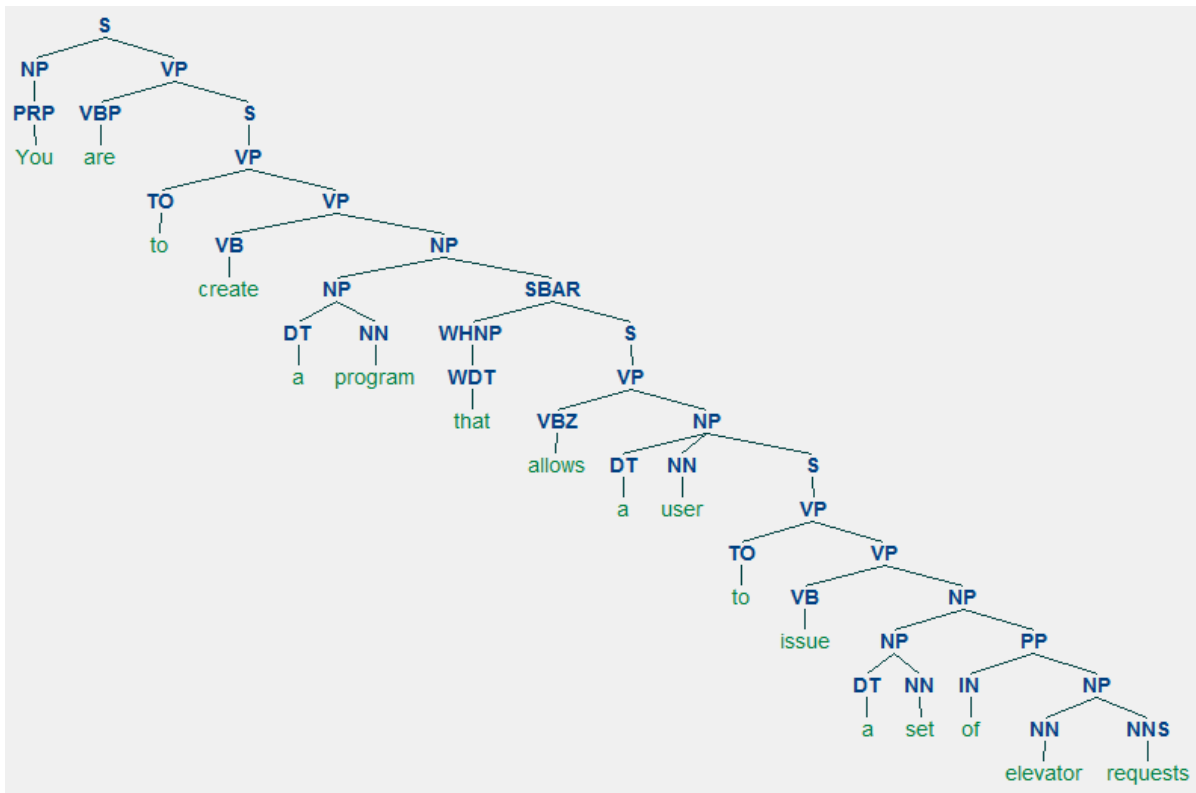 S
NP VP
PRP VBP S
You are VP
TO VP
to VB NP
create NP SBAR
DT NN WHNP S
a program WDT VP
that VBZ NP
allows DT NN S
a user VP
TO VP
to VB NP
issue NP PP
DT NN IN NP
a set of NN NNS
elevator requests